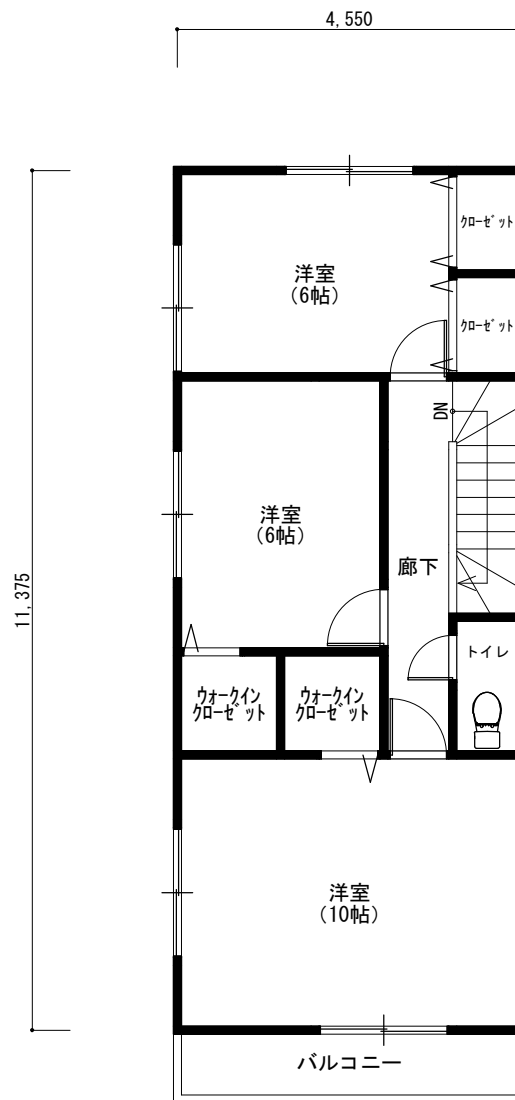 4,550
クローゼット
洋室
(6帖)
クローゼット
DN
洋室
(6帖)
廊下
11,375
トイレ
ウォークイン
クローゼット
ウォークイン
クローゼット
洋室
(10帖)
バルコニー